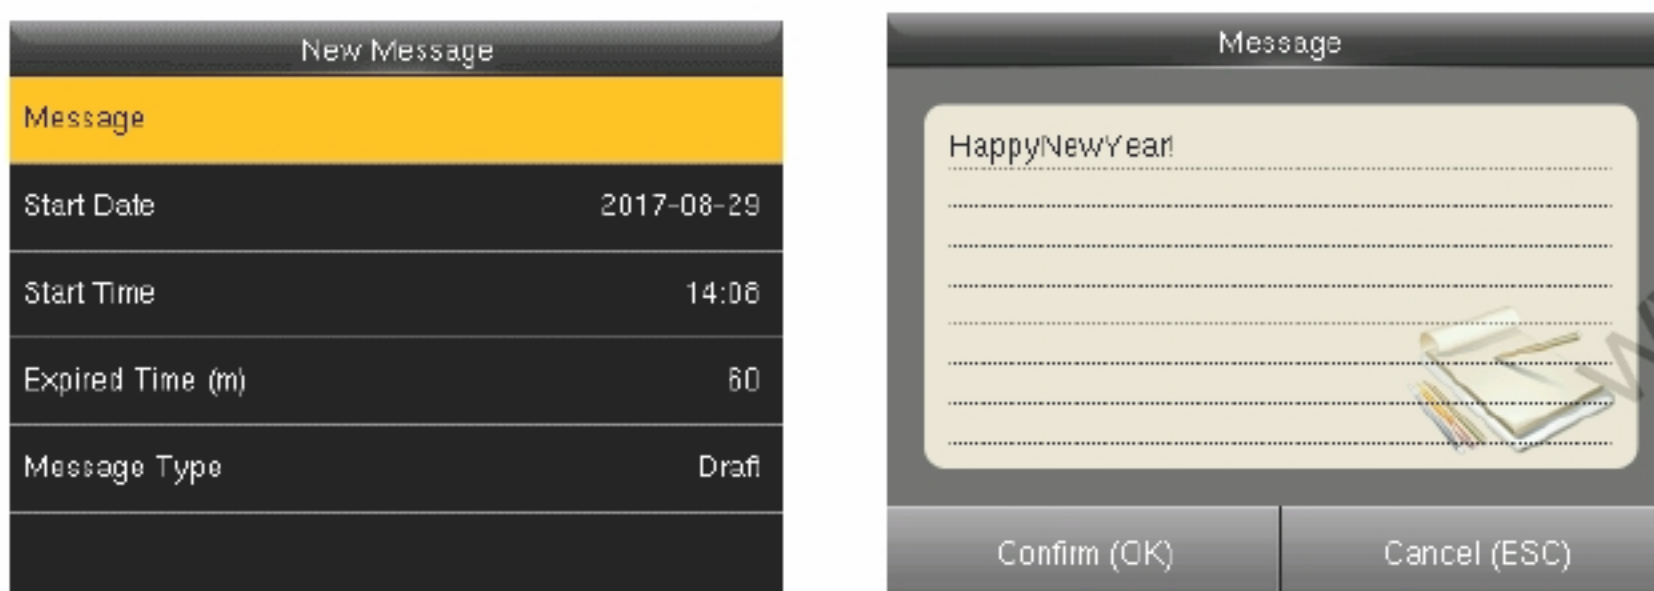 New Message
Message
Start Date 2017-08-29
Start Time 14:06
Expired Time (m) 60
Message Type Draft
Message
HappyNewYear!
Confirm (OK)
Cancel (ESC)